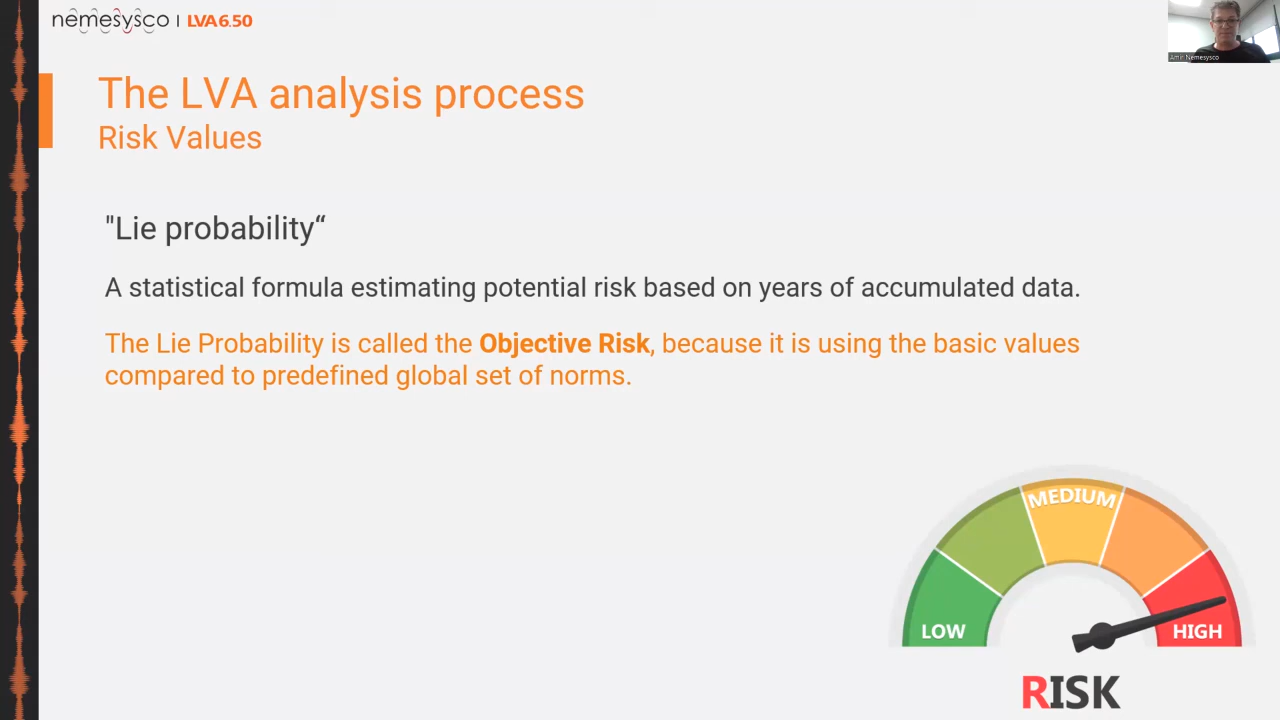 nemesysco | LVA6.50
Amir Nemesysco
The LVA analysis process
Risk Values
"Lie probability“
A statistical formula estimating potential risk based on years of accumulated data.
The Lie Probability is called the Objective Risk, because it is using the basic values
compared to predefined global set of norms.
MEDIUM
LOW
HIGH
RISK